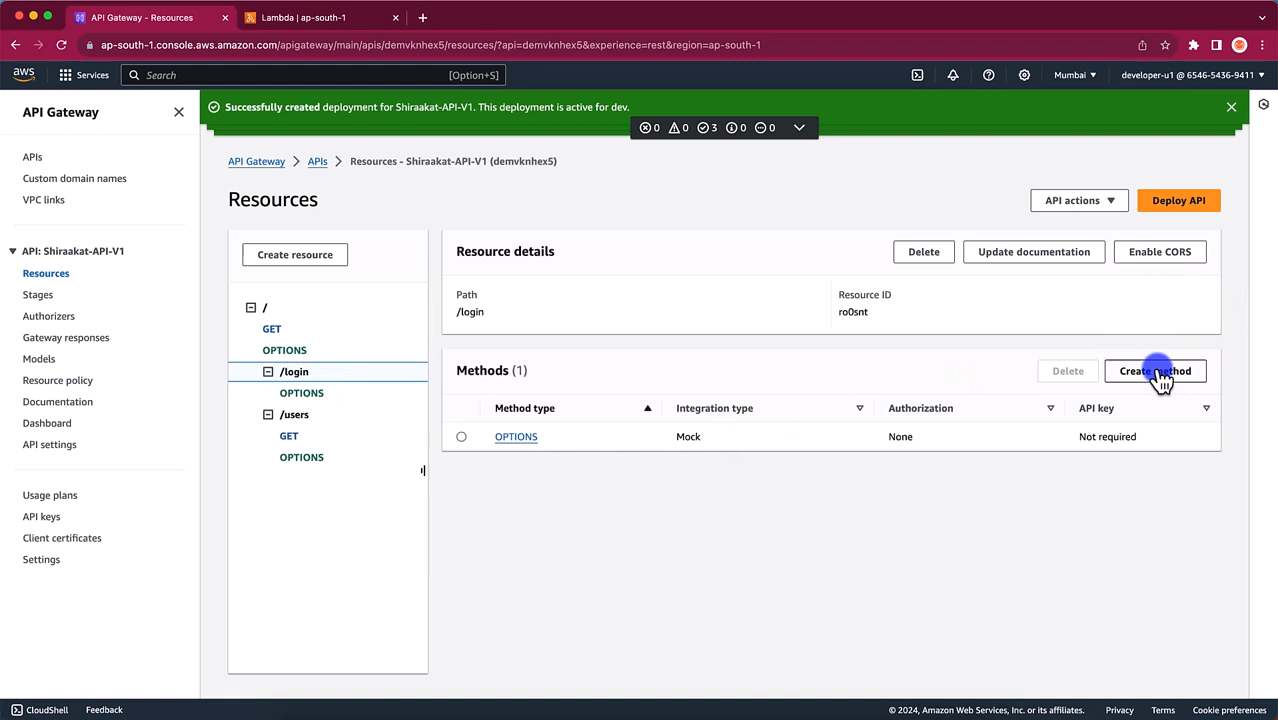 API Gateway - Resources
Lambda | ap-south-1
ap-south-1.console.aws.amazon.com/apigateway/main/apis/demvknhex5/resources/?api=demvknhex5&experience=rest&region=ap-south-1
aws Services Search [Option+S] Mumbai developer-u1 @ 6546-5436-9411
API Gateway
APIs
Custom domain names
VPC links
API: Shiraakat-API-V1
Resources
Stages
Authorizers
Gateway responses
Models
Resource policy
Documentation
Dashboard
API settings
Usage plans
API keys
Client certificates
Settings
Successfully created deployment for Shiraakat-API-V1. This deployment is active for dev.
0 0 3 0 0
API Gateway APIs Resources - Shiraakat-API-V1 (demvknhex5)
Resources
API actions Deploy API
Create resource
/
GET
OPTIONS
/login
OPTIONS
/users
GET
OPTIONS
Resource details
Delete Update documentation Enable CORS
Path
/login
Resource ID
ro0snt
Methods (1)
Delete Create method
Method type Integration type Authorization API key
OPTIONS Mock None Not required
CloudShell Feedback © 2024, Amazon Web Services, Inc. or its affiliates. Privacy Terms Cookie preferences